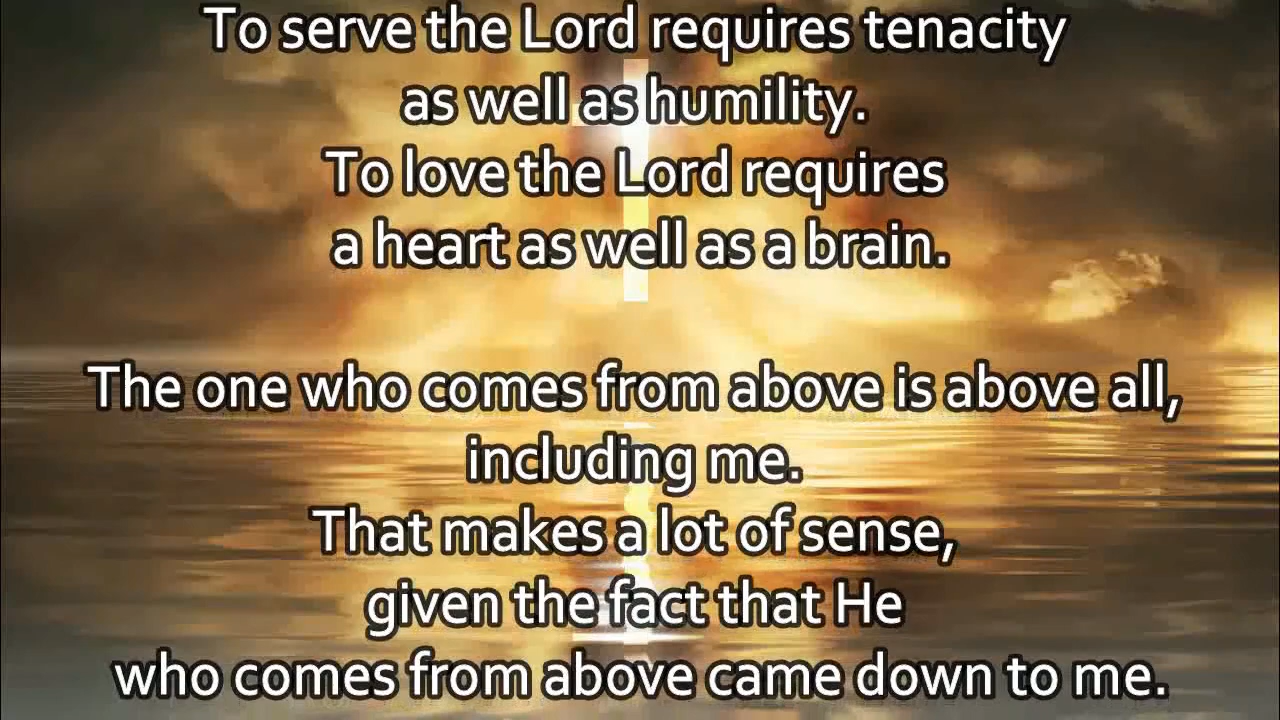 To serve the Lord requires tenacity
as well as humility.
To love the Lord requires
a heart as well as a brain.
The one who comes from above is above all,
including me.
That makes a lot of sense,
given the fact that He
who comes from above came down to me.